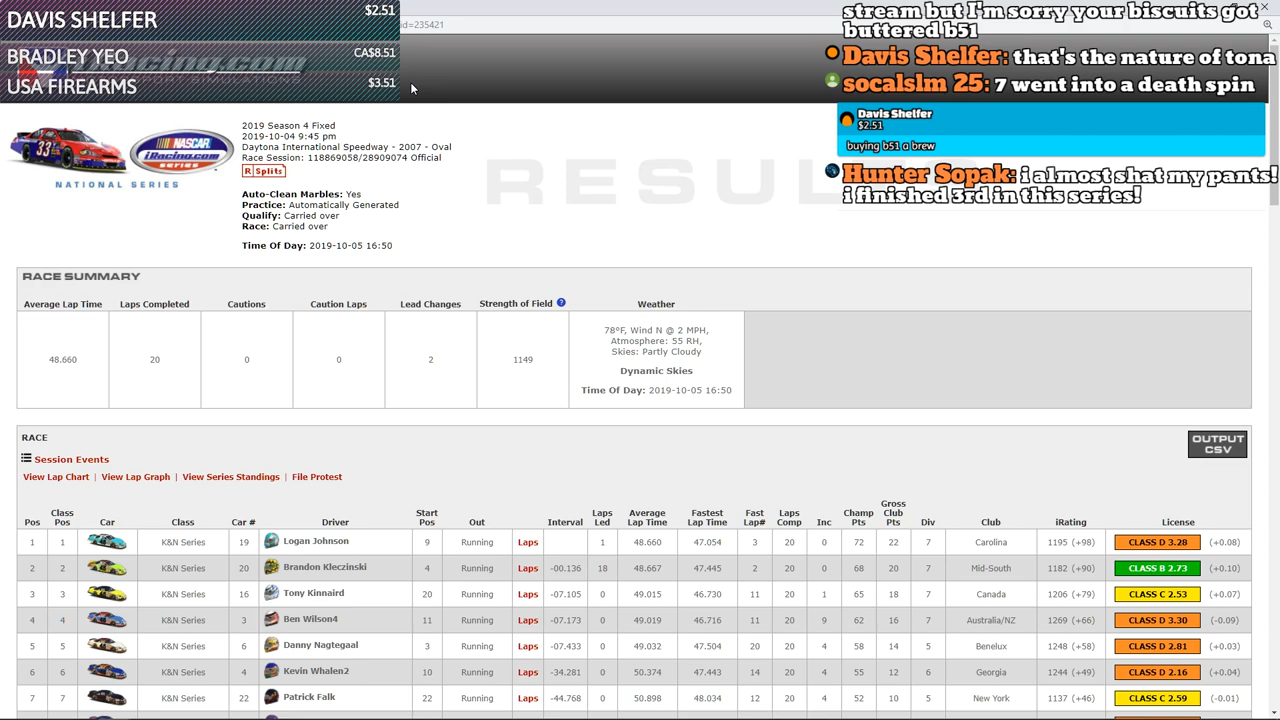 DAVIS SHELFER $2.51
BRADLEY YEO CA$8.51
USA FIREARMS $3.51
id=235421
stream but I'm sorry your biscuits got
buttered b51
Davis Shelfer: that's the nature of tona
socalslm 25: 7 went into a death spin
Davis Shelfer
$2.51
buying b51 a brew
Hunter Sopak: i almost shat my pants!
i finished 3rd in this series!
33
NASCAR
iRacing.com
series
NATIONAL SERIES
2019 Season 4 Fixed
2019-10-04 9:45 pm
Daytona International Speedway - 2007 - Oval
Race Session: 118869058/28909074 Official
R Splits
Auto-Clean Marbles: Yes
Practice: Automatically Generated
Qualify: Carried over
Race: Carried over
Time Of Day: 2019-10-05 16:50
RESUL
RACE SUMMARY
Average Lap Time Laps Completed Cautions Caution Laps Lead Changes Strength of Field ? Weather
48.660 20 0 0 2 1149
78°F, Wind N @ 2 MPH,
Atmosphere: 55 RH,
Skies: Partly Cloudy
Dynamic Skies
Time Of Day: 2019-10-05 16:50
RACE
OUTPUT
CSV
Session Events
View Lap Chart | View Lap Graph | View Series Standings | File Protest
Pos Class Pos Car Class Car # Driver Start Pos Out Interval Laps Led Average Lap Time Fastest Lap Time Fast Lap# Laps Comp Inc Champ Pts Gross Club Pts Div Club iRating License
1 1 K&N Series 19 Logan Johnson 9 Running Laps 1 48.660 47.054 3 20 0 72 22 7 Carolina 1195 (+98) CLASS D 3.28 (+0.08)
2 2 K&N Series 20 Brandon Kleczinski 4 Running Laps -00.136 18 48.667 47.445 2 20 0 68 20 7 Mid-South 1182 (+90) CLASS B 2.73 (+0.10)
3 3 K&N Series 16 Tony Kinnaird 20 Running Laps -07.105 0 49.015 46.730 11 20 1 65 18 7 Canada 1206 (+79) CLASS C 2.53 (+0.07)
4 4 K&N Series 3 Ben Wilson4 11 Running Laps -07.173 0 49.019 46.716 11 20 9 62 16 7 Australia/NZ 1269 (+66) CLASS D 3.30 (-0.09)
5 5 K&N Series 6 Danny Nagtegaal 3 Running Laps -07.433 0 49.032 47.504 20 20 4 58 14 5 Benelux 1248 (+58) CLASS D 2.81 (+0.03)
6 6 K&N Series 4 Kevin Whalen2 10 Running Laps -34.281 0 50.374 47.443 14 20 4 55 12 6 Georgia 1244 (+49) CLASS D 2.16 (+0.04)
7 7 K&N Series 22 Patrick Falk 22 Running Laps -44.768 0 50.898 48.034 12 20 0 52 10 5 New York 1137 (+46) CLASS C 2.59 (-0.01)